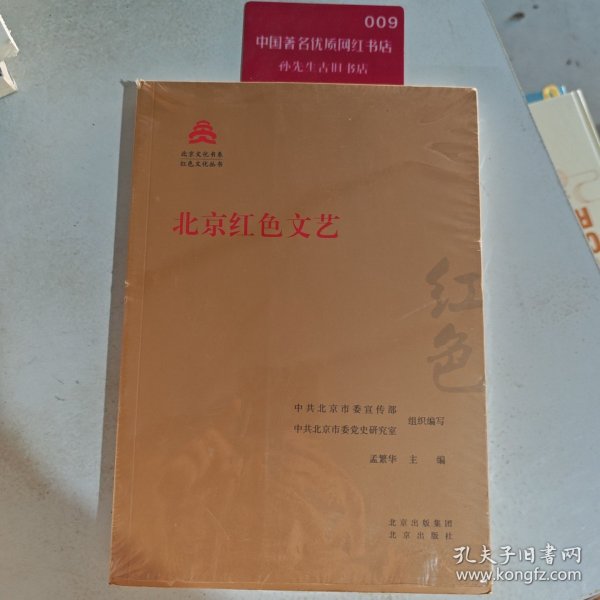 009
中国著名优质网红书店
孙先生古旧书店
北京文化书系
红色文化丛书
北京红色文艺
红色
中共北京市委宣传部
中共北京市委党史研究室
组织编写
孟繁华 主 编
北京出版集团
北京出版社
孔夫子旧书网
www.kongfz.com